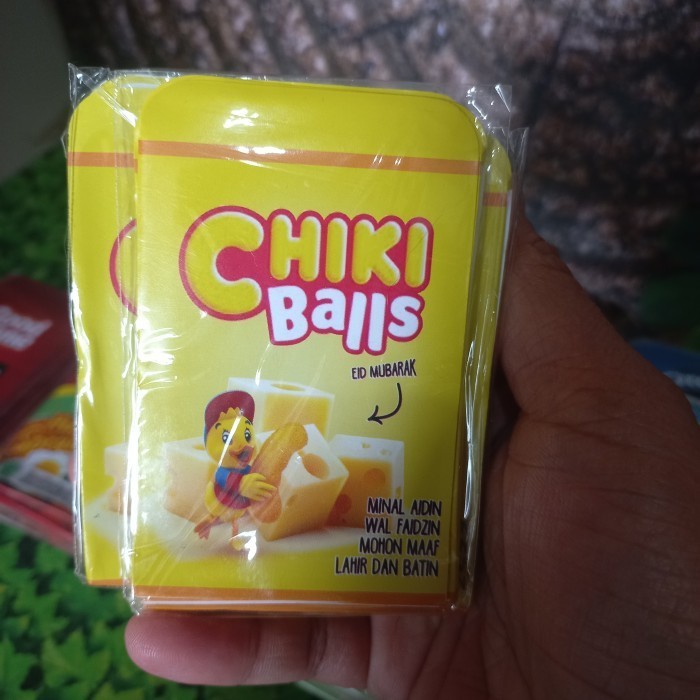 CHIKI
Balls
EID MUBARAK
MINAL AIDIN
WAL FAIDZIN
MOHON MAAF
LAHIR DAN BATIN